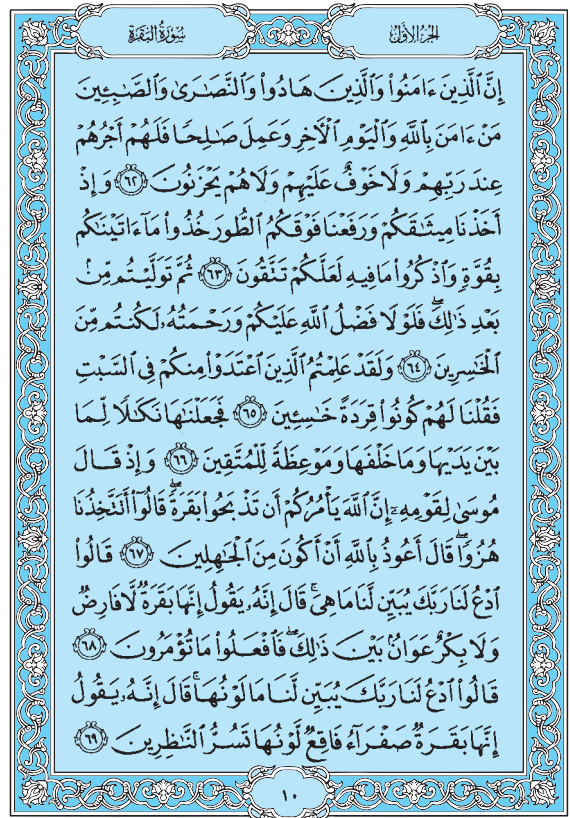 الجزء الأول
سورة البقرة
إِنَّ ٱلَّذِينَ ءَامَنُوا۟ وَٱلَّذِينَ هَادُوا۟ وَٱلنَّصَٰرَىٰ وَٱلصَّٰبِـِٔينَ
مَنْ ءَامَنَ بِٱللَّهِ وَٱلْيَوْمِ ٱلْـَٔاخِرِ وَعَمِلَ صَٰلِحًا فَلَهُمْ أَجْرُهُمْ
عِندَ رَبِّهِمْ وَلَا خَوْفٌ عَلَيْهِمْ وَلَا هُمْ يَحْزَنُونَ ٦٢ وَإِذْ
أَخَذْنَا مِيثَٰقَكُمْ وَرَفَعْنَا فَوْقَكُمُ ٱلطُّورَ خُذُوا۟ مَآ ءَاتَيْنَٰكُم
بِقُوَّةٍ وَٱذْكُرُوا۟ مَا فِيهِ لَعَلَّكُمْ تَتَّقُونَ ٦٣ ثُمَّ تَوَلَّيْتُم مِّنۢ
بَعْدِ ذَٰلِكَ ۖ فَلَوْلَا فَضْلُ ٱللَّهِ عَلَيْكُمْ وَرَحْمَتُهُۥ لَكُنتُم مِّنَ
ٱلْخَٰسِرِينَ ٦٤ وَلَقَدْ عَلِمْتُمُ ٱلَّذِينَ ٱعْتَدَوْا۟ مِنكُمْ فِى ٱلسَّبْتِ
فَقُلْنَا لَهُمْ كُونُوا۟ قِرَدَةً خَٰسِـِٔينَ ٦٥ فَجَعَلْنَٰهَا نَكَٰلًا لِّمَا
بَيْنَ يَدَيْهَا وَمَا خَلْفَهَا وَمَوْعِظَةً لِّلْمُتَّقِينَ ٦٦ وَإِذْ قَالَ
مُوسَىٰ لِقَوْمِهِۦٓ إِنَّ ٱللَّهَ يَأْمُرُكُمْ أَن تَذْبَحُوا۟ بَقَرَةً ۖ قَالُوٓا۟ أَتَتَّخِذُنَا
هُزُوًا ۖ قَالَ أَعُوذُ بِٱللَّهِ أَنْ أَكُونَ مِنَ ٱلْجَٰهِلِينَ ٦٧ قَالُوا۟
ٱدْعُ لَنَا رَبَّكَ يُبَيِّن لَّنَا مَا هِىَ ۚ قَالَ إِنَّهُۥ يَقُولُ إِنَّهَا بَقَرَةٌ لَّا فَارِضٌ
وَلَا بِكْرٌ عَوَانٌۢ بَيْنَ ذَٰلِكَ ۖ فَٱفْعَلُوا۟ مَا تُؤْمَرُونَ ٦٨
قَالُوا۟ ٱدْعُ لَنَا رَبَّكَ يُبَيِّن لَّنَا مَا لَوْنُهَا ۚ قَالَ إِنَّهُۥ يَقُولُ
إِنَّهَا بَقَرَةٌ صَفْرَآءُ فَاقِعٌ لَّوْنُهَا تَسُرُّ ٱلنَّٰظِرِينَ ٦٩
١٠